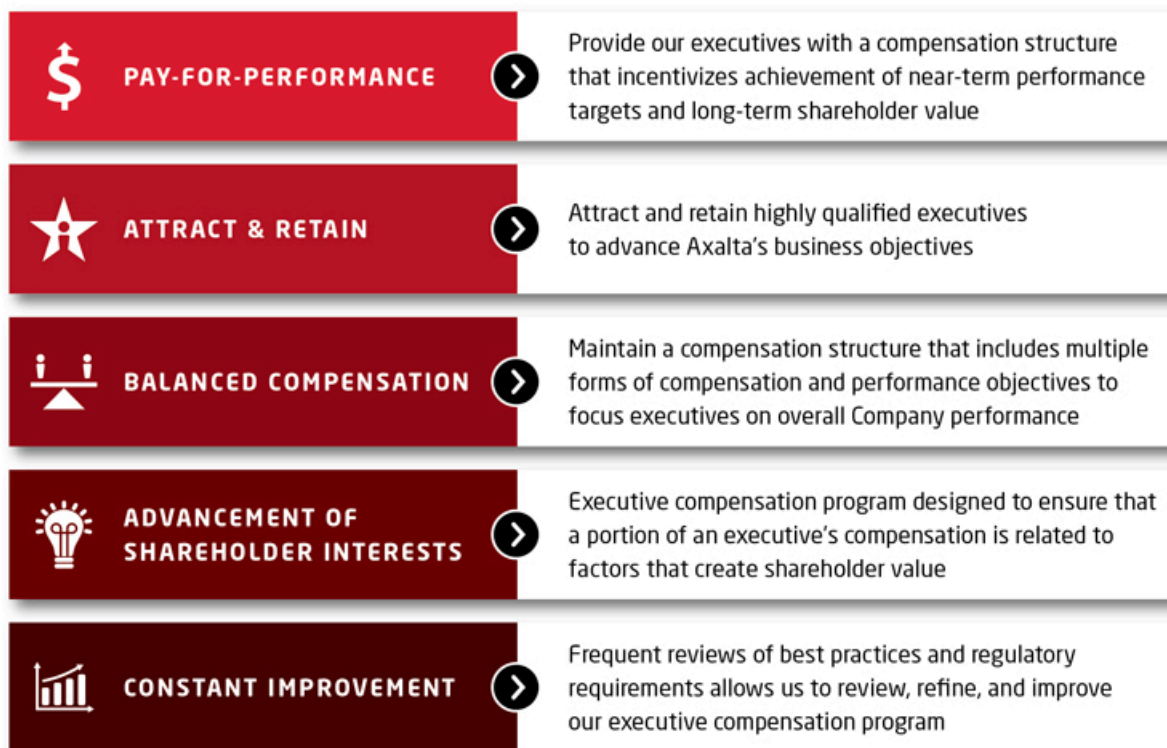 PAY-FOR-PERFORMANCE
Provide our executives with a compensation structure
that incentivizes achievement of near-term performance
targets and long-term shareholder value
ATTRACT & RETAIN
Attract and retain highly qualified executives
to advance Axalta's business objectives
BALANCED COMPENSATION
Maintain a compensation structure that includes multiple
forms of compensation and performance objectives to
focus executives on overall Company performance
ADVANCEMENT OF
SHAREHOLDER INTERESTS
Executive compensation program designed to ensure that
a portion of an executive's compensation is related to
factors that create shareholder value
CONSTANT IMPROVEMENT
Frequent reviews of best practices and regulatory
requirements allows us to review, refine, and improve
our executive compensation program